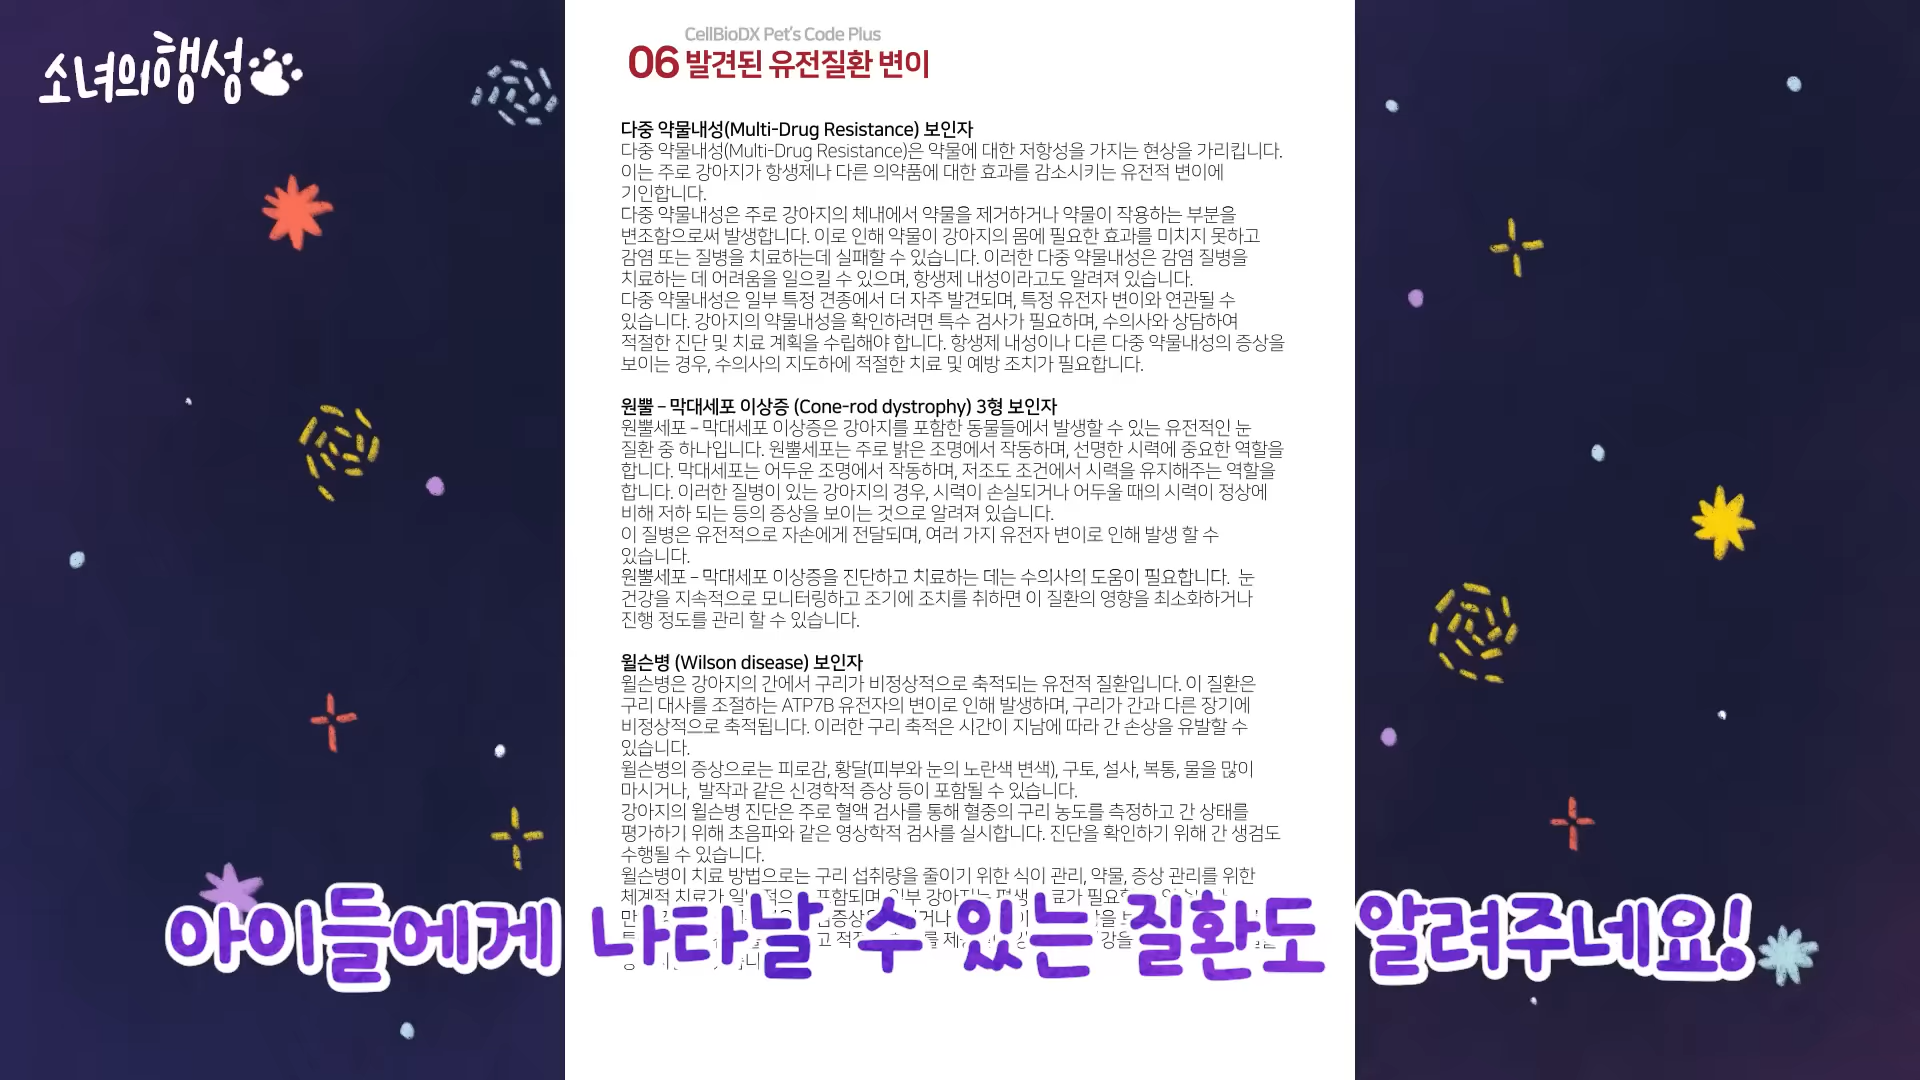 소녀의행성
CellBioDX Pet's Code Plus
06 발견된 유전질환 변이
다중 약물내성(Multi-Drug Resistance) 보인자
다중 약물내성(Multi-Drug Resistance)은 약물에 대한 저항성을 가지는 현상을 가리킵니다.
이는 주로 강아지가 항생제나 다른 의약품에 대한 효과를 감소시키는 유전적 변이에
기인합니다.
다중 약물내성은 주로 강아지의 체내에서 약물을 제거하거나 약물이 작용하는 부분을
변조함으로써 발생합니다. 이로 인해 약물이 강아지의 몸에 필요한 효과를 미치지 못하고
감염 또는 질병을 치료하는데 실패할 수 있습니다. 이러한 다중 약물내성은 감염 질병을
치료하는 데 어려움을 일으킬 수 있으며, 항생제 내성이라고도 알려져 있습니다.
다중 약물내성은 일부 특정 견종에서 더 자주 발견되며, 특정 유전자 변이와 연관될 수
있습니다. 강아지의 약물내성을 확인하려면 특수 검사가 필요하며, 수의사와 상담하여
적절한 진단 및 치료 계획을 수립해야 합니다. 항생제 내성이나 다른 다중 약물내성의 증상을
보이는 경우, 수의사의 지도하에 적절한 치료 및 예방 조치가 필요합니다.
원뿔 – 막대세포 이상증 (Cone-rod dystrophy) 3형 보인자
원뿔세포 – 막대세포 이상증은 강아지를 포함한 동물들에서 발생할 수 있는 유전적인 눈
질환 중 하나입니다. 원뿔세포는 주로 밝은 조명에서 작동하며, 선명한 시력에 중요한 역할을
합니다. 막대세포는 어두운 조명에서 작동하며, 저조도 조건에서 시력을 유지해주는 역할을
합니다. 이러한 질병이 있는 강아지의 경우, 시력이 손실되거나 어두울 때의 시력이 정상에
비해 저하 되는 등의 증상을 보이는 것으로 알려져 있습니다.
이 질병은 유전적으로 자손에게 전달되며, 여러 가지 유전자 변이로 인해 발생 할 수
있습니다.
원뿔세포 – 막대세포 이상증을 진단하고 치료하는 데는 수의사의 도움이 필요합니다. 눈
건강을 지속적으로 모니터링하고 조기에 조치를 취하면 이 질환의 영향을 최소화하거나
진행 정도를 관리 할 수 있습니다.
윌슨병 (Wilson disease) 보인자
윌슨병은 강아지의 간에서 구리가 비정상적으로 축적되는 유전적 질환입니다. 이 질환은
구리 대사를 조절하는 ATP7B 유전자의 변이로 인해 발생하며, 구리가 간과 다른 장기에
비정상적으로 축적됩니다. 이러한 구리 축적은 시간이 지남에 따라 간 손상을 유발할 수
있습니다.
윌슨병의 증상으로는 피로감, 황달(피부와 눈의 노란색 변색), 구토, 설사, 복통, 물을 많이
마시거나, 발작과 같은 신경학적 증상 등이 포함될 수 있습니다.
강아지의 윌슨병 진단은 주로 혈액 검사를 통해 혈중의 구리 농도를 측정하고 간 상태를
평가하기 위해 초음파와 같은 영상학적 검사를 실시합니다. 진단을 확인하기 위해 간 생검도
수행될 수 있습니다.
윌슨병이 치료 방법으로는 구리 섭취량을 줄이기 위한 식이 관리, 약물, 증상 관리를 위한
체계적 치료가 포함되며
아이들에게 나타날 수 있는 질환도 알려주네요!